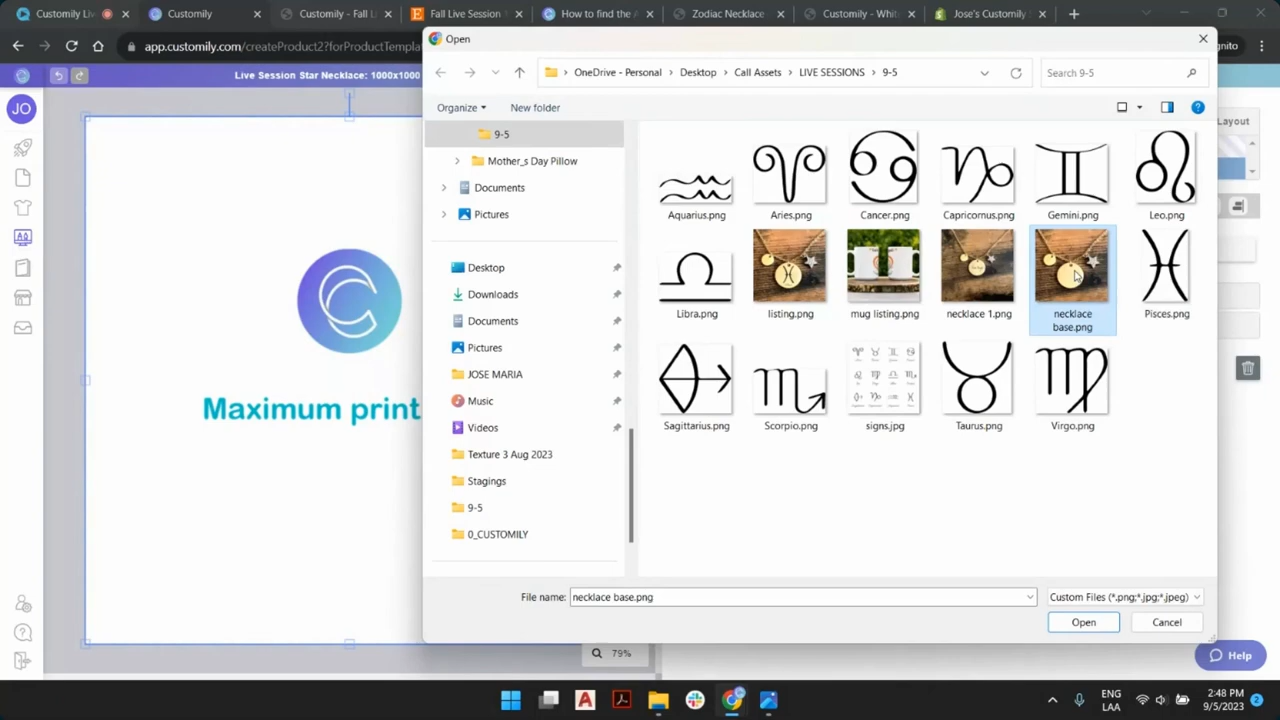 Customily Live
Customily
Customily - Fall Li
Fall Live Session
How to find the A
Zodiac Necklace
Customily - White
Jose's Customily
app.customily.com/createProduct2?forProductTempla
Open
OneDrive - Personal > Desktop > Call Assets > LIVE SESSIONS > 9-5
Search 9-5
Live Session Star Necklace: 1000x1000
JO
Organize
New folder
Layout
9-5
Mother_s Day Pillow
Documents
Pictures
Desktop
Downloads
Documents
Pictures
JOSE MARIA
Music
Videos
Texture 3 Aug 2023
Stagings
9-5
0_CUSTOMILY
Aquarius.png
Aries.png
Cancer.png
Capricornus.png
Gemini.png
Leo.png
Libra.png
listing.png
mug listing.png
necklace 1.png
necklace
base.png
Pisces.png
Sagittarius.png
Scorpio.png
signs.jpg
Taurus.png
Virgo.png
Maximum print
File name:
necklace base.png
Custom Files (*.png;*.jpg;*.jpeg)
Open
Cancel
79%
Help
ENG
LAA
2:48 PM
9/5/2023
2